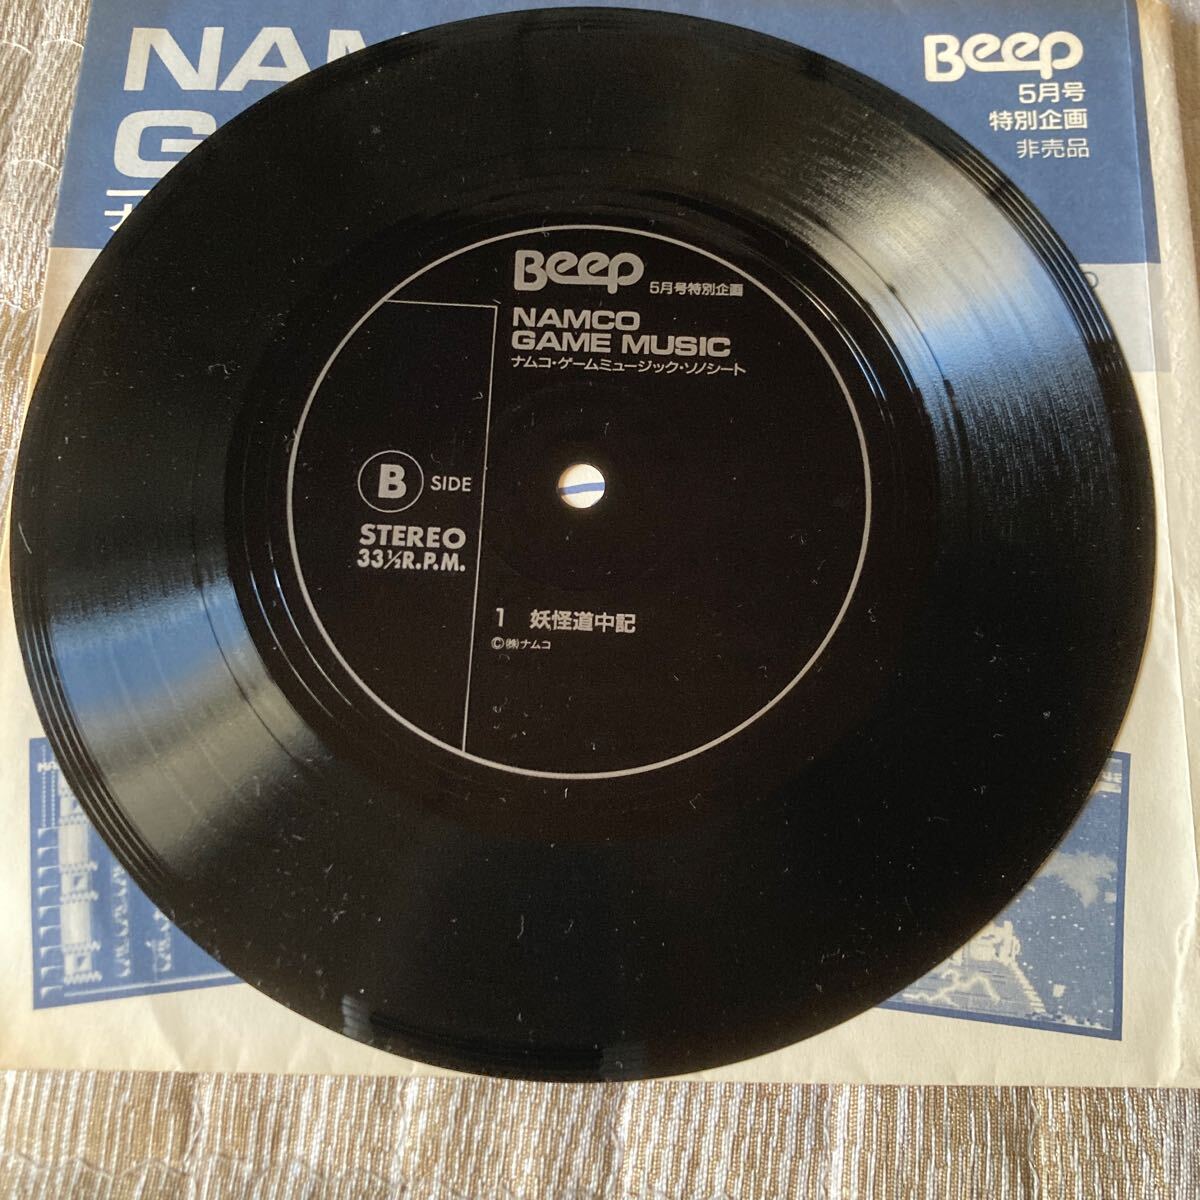 Beep
5月号
特別企画
非売品
Beep 5月号特別企画
NAMCO
GAME MUSIC
ナムコ・ゲームミュージック・ソノシート
B SIDE
STEREO
33⅓R.P.M.
1 妖怪道中記
©㈱ナムコ